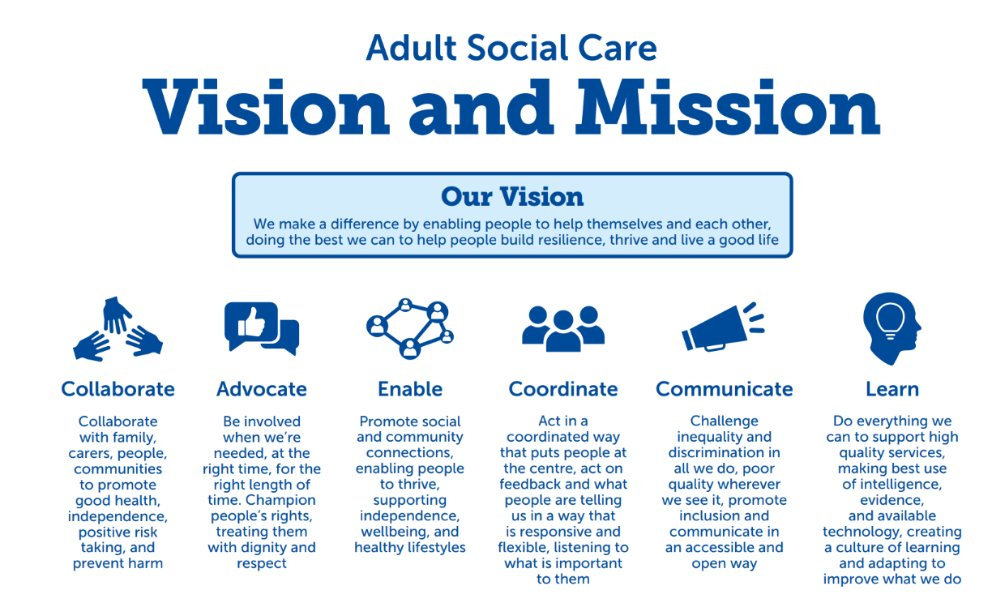 Adult Social Care
Vision and Mission
Our Vision
We make a difference by enabling people to help themselves and each other,
doing the best we can to help people build resilience, thrive and live a good life
Collaborate
Collaborate
with family,
carers, people,
communities
to promote
good health,
independence,
positive risk
taking, and
prevent harm
Advocate
Be involved
when we’re
needed, at the
right time, for the
right length of
time. Champion
people’s rights,
treating them
with dignity and
respect
Enable
Promote social
and community
connections,
enabling people
to thrive,
supporting
independence,
wellbeing, and
healthy lifestyles
Coordinate
Act in a
coordinated way
that puts people at
the centre, act on
feedback and what
people are telling
us in a way that
is responsive and
flexible, listening to
what is important
to them
Communicate
Challenge
inequality and
discrimination in
all we do, poor
quality wherever
we see it, promote
inclusion and
communicate in
an accessible and
open way
Learn
Do everything we
can to support high
quality services,
making best use
of intelligence,
evidence,
and available
technology, creating
a culture of learning
and adapting to
improve what we do